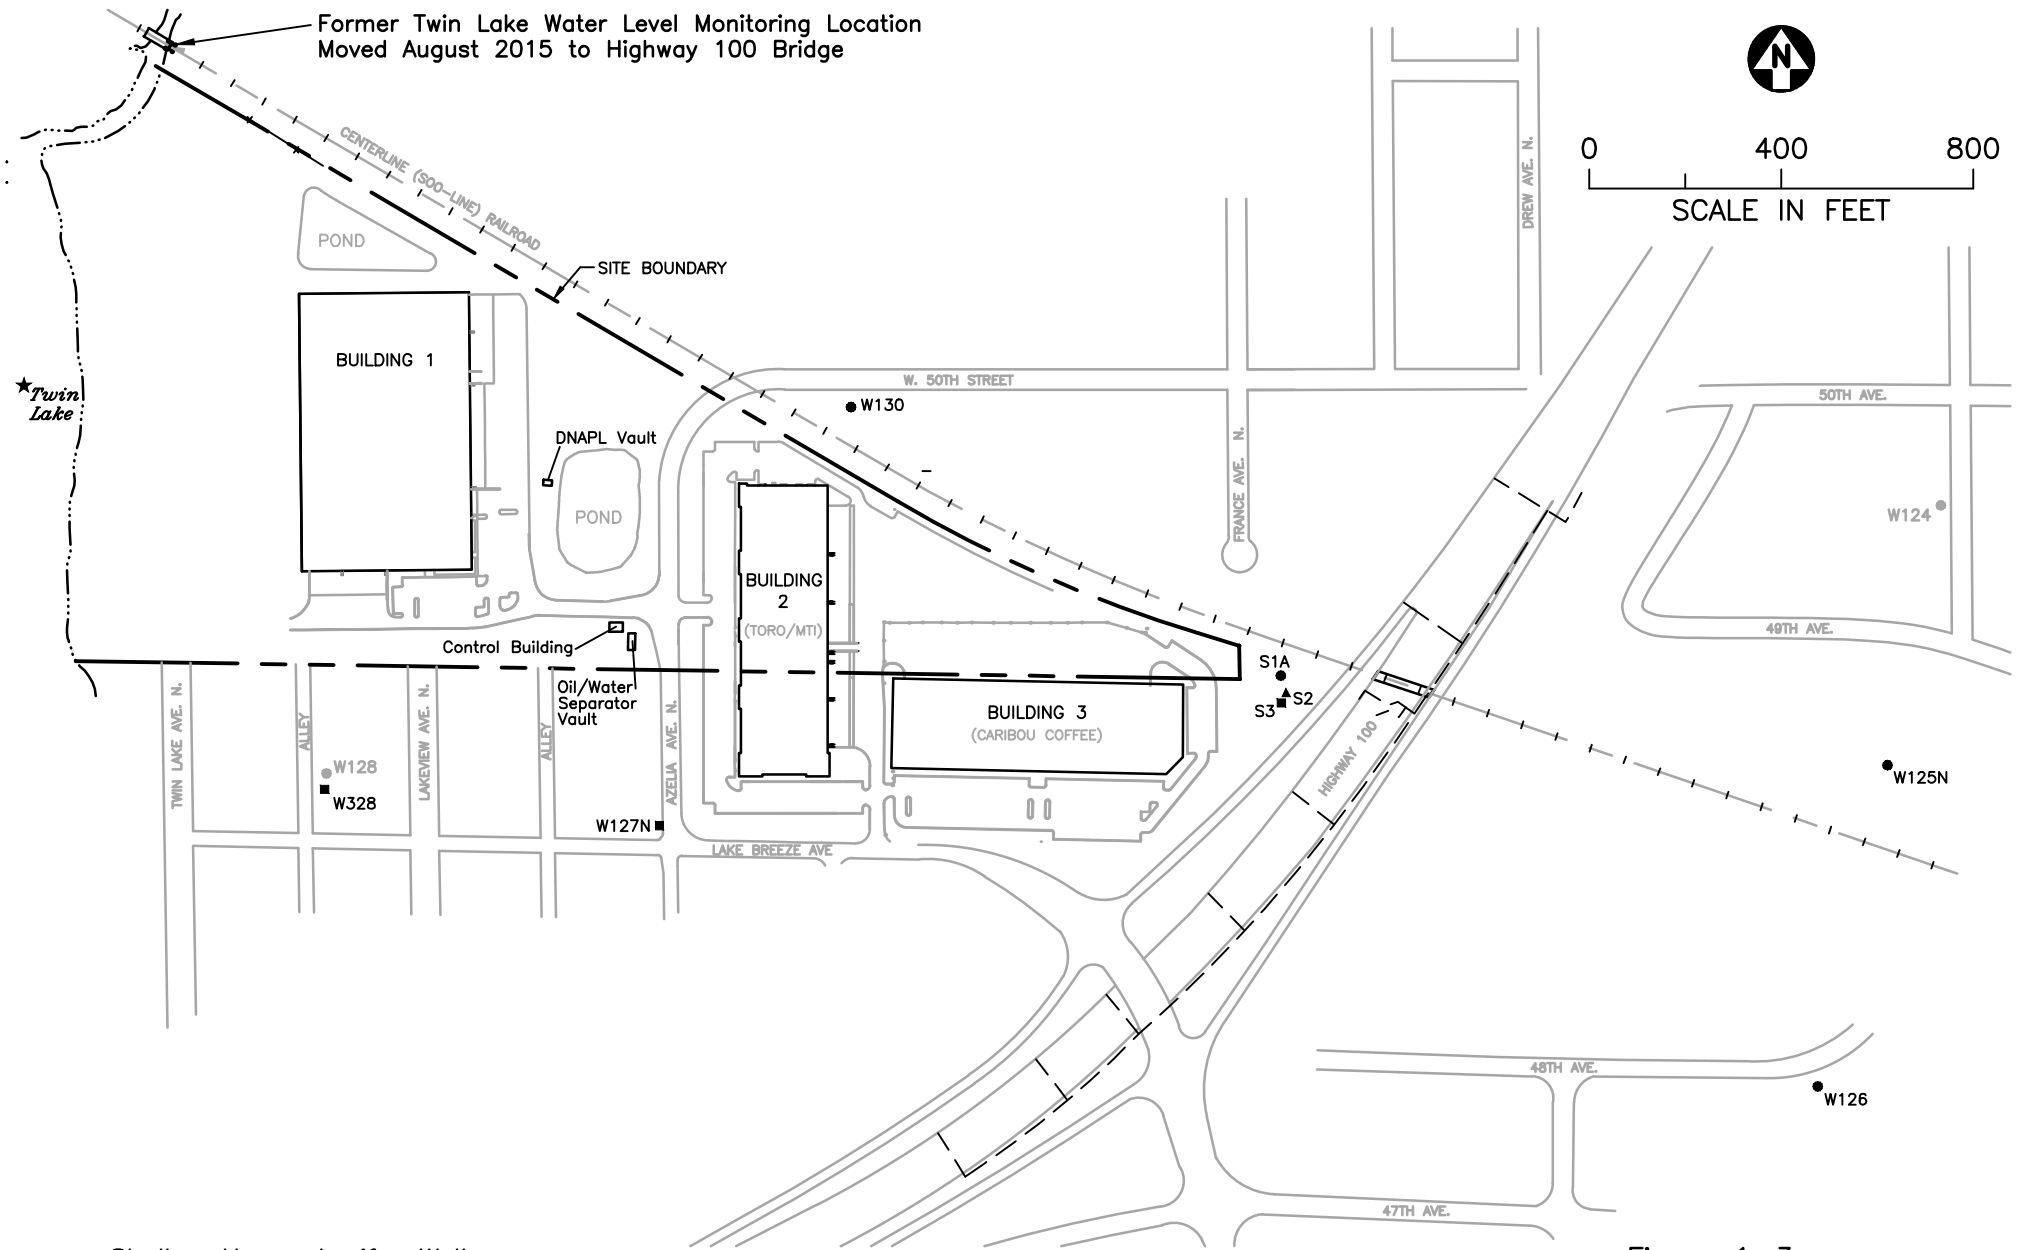 Former Twin Lake Water Level Monitoring Location
Moved August 2015 to Highway 100 Bridge
N
0 400 800
SCALE IN FEET
CENTERLINE (SOO-LINE) RAILROAD
DREW AVE. N.
POND
SITE BOUNDARY
BUILDING 1
W. 50TH STREET
50TH AVE.
Twin
Lake
W130
DNAPL Vault
FRANCE AVE. N.
POND
W124
BUILDING
2
(TORO/MTI)
49TH AVE.
Control Building
S1A
S2
S3
Oil/Water
Separator
Vault
BUILDING 3
(CARIBOU COFFEE)
TWIN LAKE AVE. N.
ALLEY
LAKEVIEW AVE. N.
ALLEY
AZELIA AVE. N.
HIGHWAY 100
W128
W328
W125N
W127N
LAKE BREEZE AVE
48TH AVE.
W126
47TH AVE.